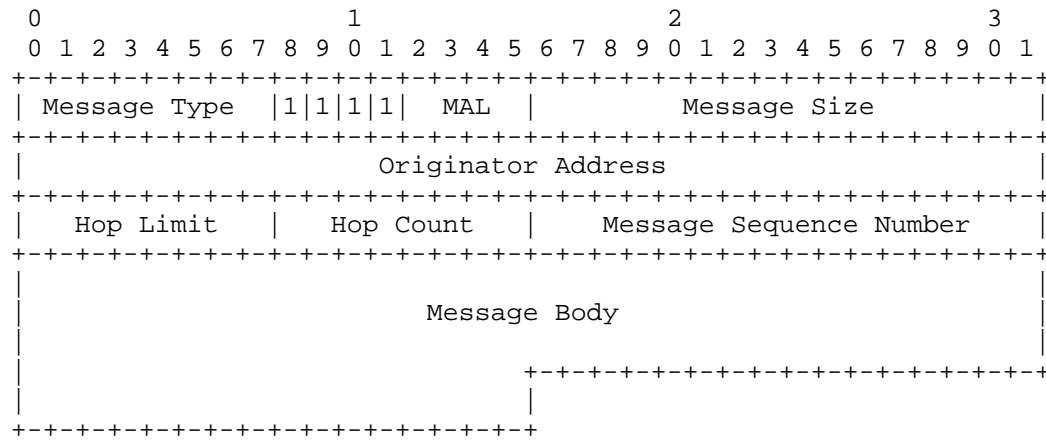 0                   1                   2                   3
0 1 2 3 4 5 6 7 8 9 0 1 2 3 4 5 6 7 8 9 0 1 2 3 4 5 6 7 8 9 0 1
+-+-+-+-+-+-+-+-+-+-+-+-+-+-+-+-+-+-+-+-+-+-+-+-+-+-+-+-+-+-+-+-+
| Message Type  |1|1|1|1|  MAL  |         Message Size          |
+-+-+-+-+-+-+-+-+-+-+-+-+-+-+-+-+-+-+-+-+-+-+-+-+-+-+-+-+-+-+-+-+
|                      Originator Address                       |
+-+-+-+-+-+-+-+-+-+-+-+-+-+-+-+-+-+-+-+-+-+-+-+-+-+-+-+-+-+-+-+-+
|   Hop Limit   |   Hop Count   |    Message Sequence Number    |
+-+-+-+-+-+-+-+-+-+-+-+-+-+-+-+-+-+-+-+-+-+-+-+-+-+-+-+-+-+-+-+-+
|                                                               |
|                         Message Body                          |
|                                                               |
|                               +-+-+-+-+-+-+-+-+-+-+-+-+-+-+-+-+
|                               |
+-+-+-+-+-+-+-+-+-+-+-+-+-+-+-+-+